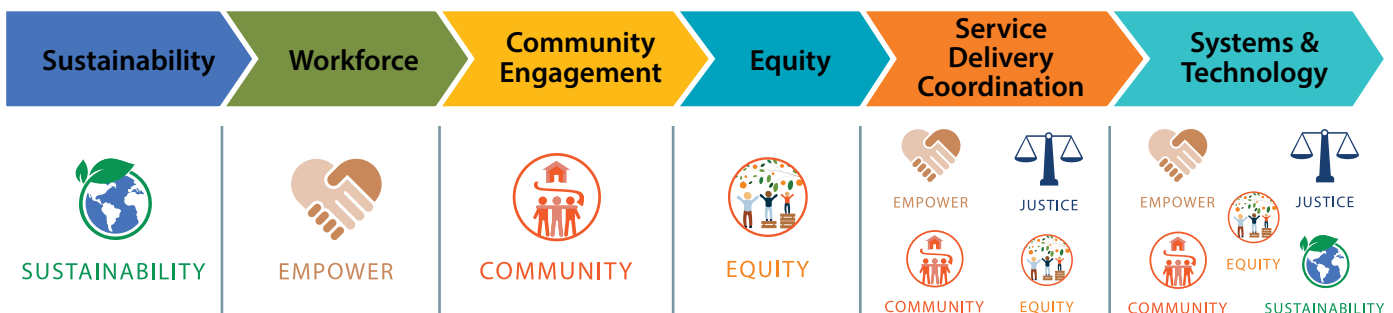 Sustainability
Workforce
Community
Engagement
Equity
Service
Delivery
Coordination
Systems &
Technology
SUSTAINABILITY
EMPOWER
COMMUNITY
EQUITY
EMPOWER
JUSTICE
COMMUNITY
EQUITY
EMPOWER
JUSTICE
EQUITY
COMMUNITY
SUSTAINABILITY